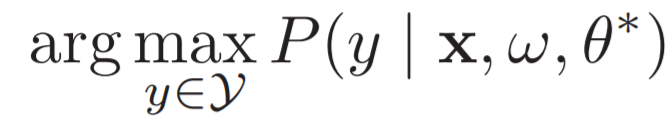 arg max P(y | x, ω, θ*)
y∈𝒴